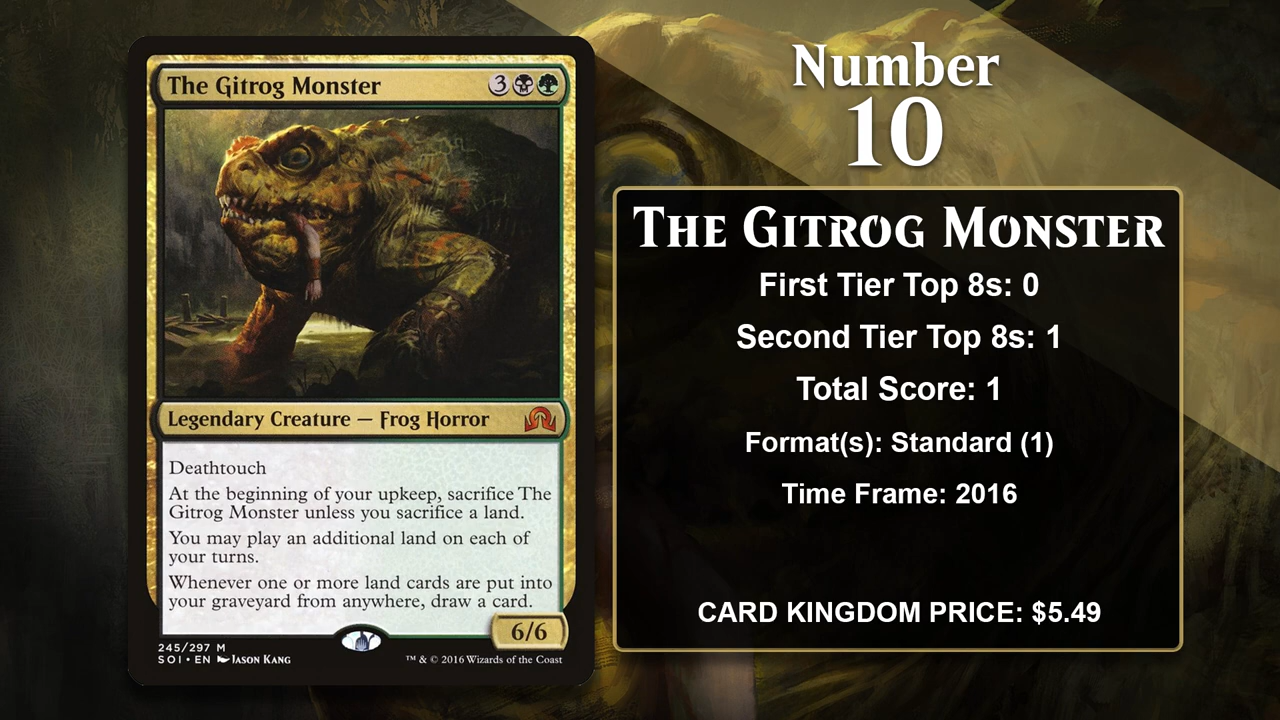 The Gitrog Monster 3
Legendary Creature — Frog Horror
Deathtouch
At the beginning of your upkeep, sacrifice The
Gitrog Monster unless you sacrifice a land.
You may play an additional land on each of
your turns.
Whenever one or more land cards are put into
your graveyard from anywhere, draw a card.
6/6
245/297 M
SOI • EN Jason Kang
™ & © 2016 Wizards of the Coast
Number
10
The Gitrog Monster
First Tier Top 8s: 0
Second Tier Top 8s: 1
Total Score: 1
Format(s): Standard (1)
Time Frame: 2016
CARD KINGDOM PRICE: $5.49